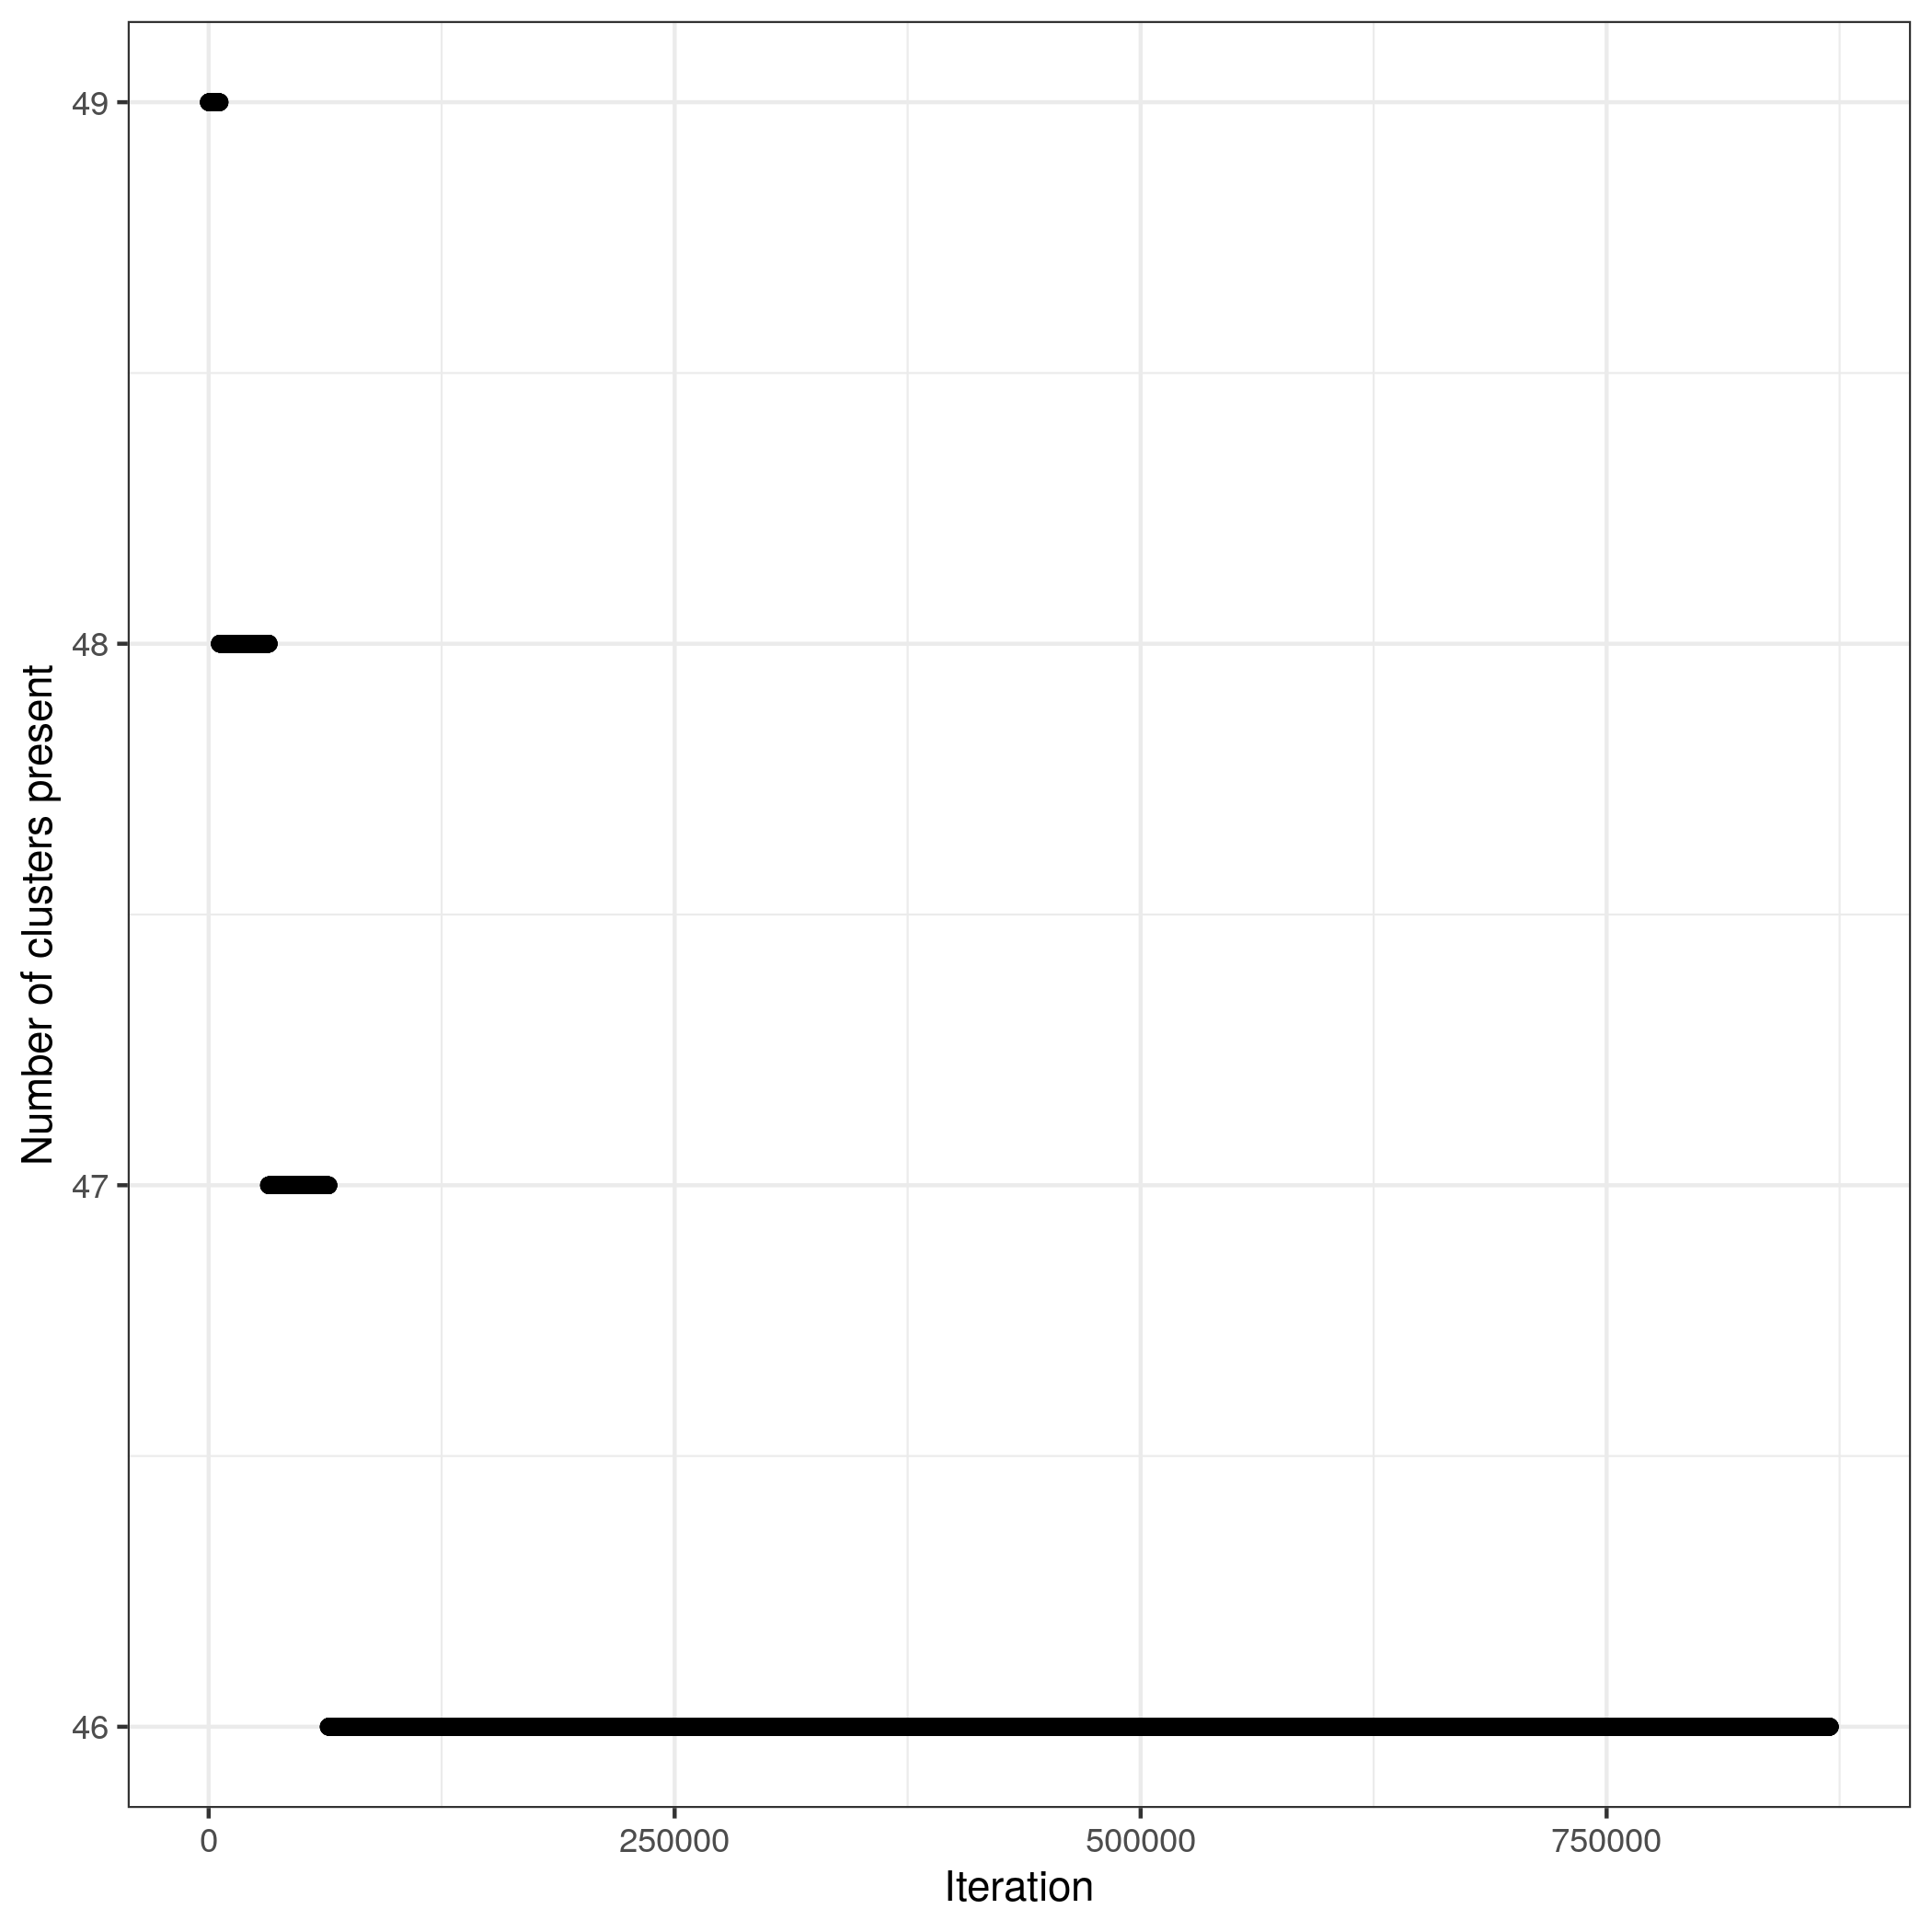 Number of clusters present
49
48
47
46
0 250000 500000 750000
Iteration